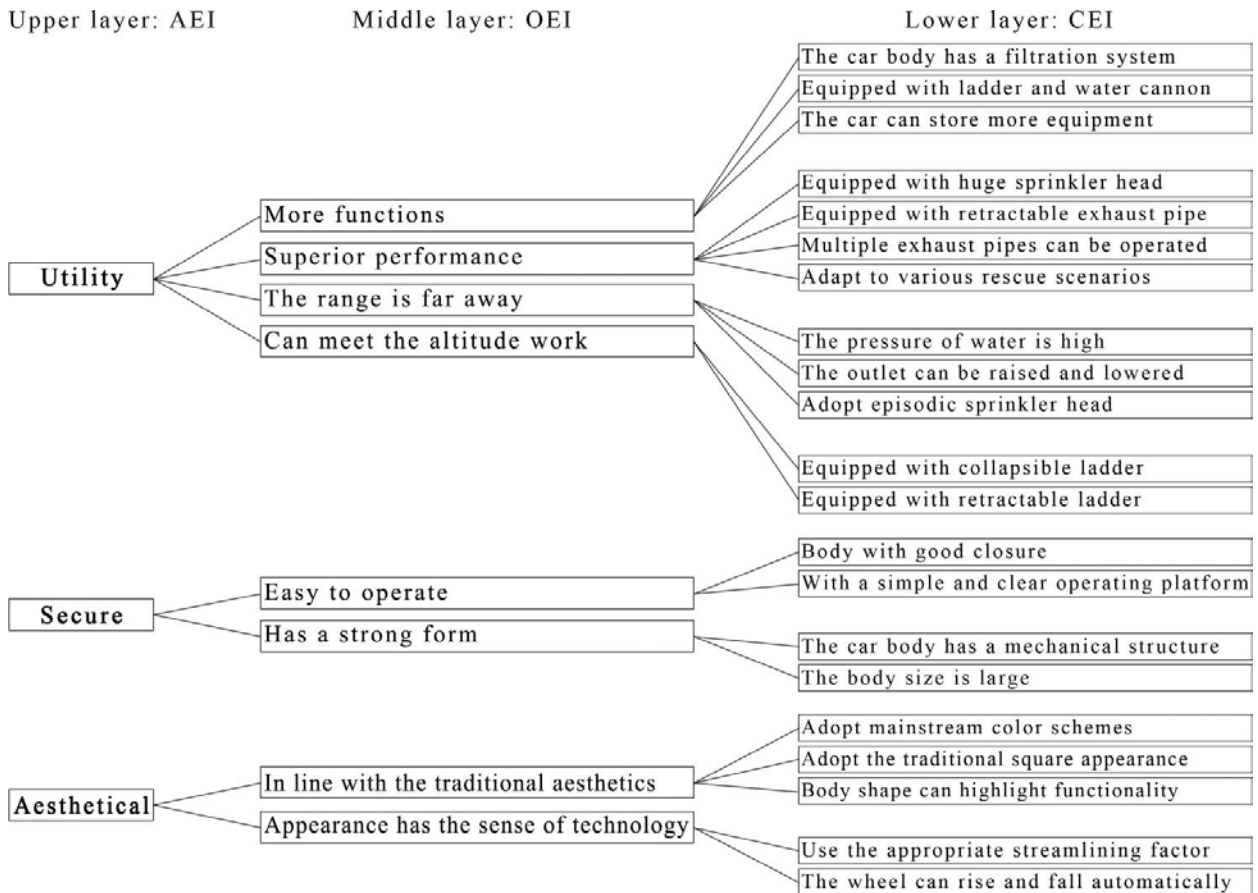 Upper layer: AEI
Middle layer: OEI
Lower layer: CEI
Utility
More functions
Superior performance
The range is far away
Can meet the altitude work
The car body has a filtration system
Equipped with ladder and water cannon
The car can store more equipment
Equipped with huge sprinkler head
Equipped with retractable exhaust pipe
Multiple exhaust pipes can be operated
Adapt to various rescue scenarios
The pressure of water is high
The outlet can be raised and lowered
Adopt episodic sprinkler head
Equipped with collapsible ladder
Equipped with retractable ladder
Secure
Easy to operate
Has a strong form
Body with good closure
With a simple and clear operating platform
The car body has a mechanical structure
The body size is large
Aesthetical
In line with the traditional aesthetics
Appearance has the sense of technology
Adopt mainstream color schemes
Adopt the traditional square appearance
Body shape can highlight functionality
Use the appropriate streamlining factor
The wheel can rise and fall automatically